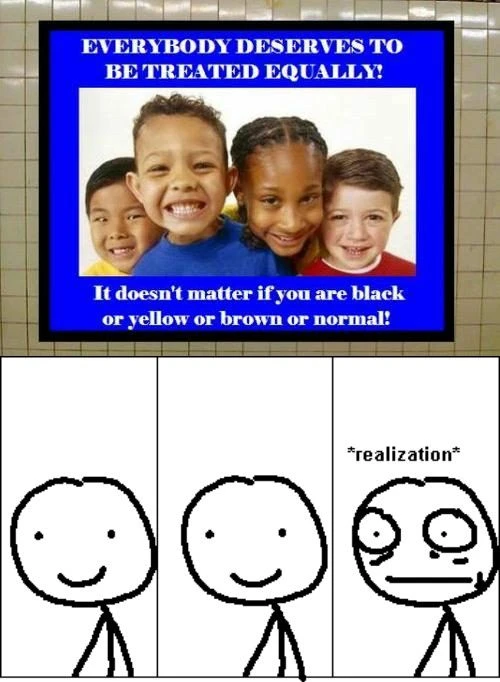 EVERYBODY DESERVES TO
BE TREATED EQUALLY!
It doesn't matter if you are black
or yellow or brown or normal!
*realization*